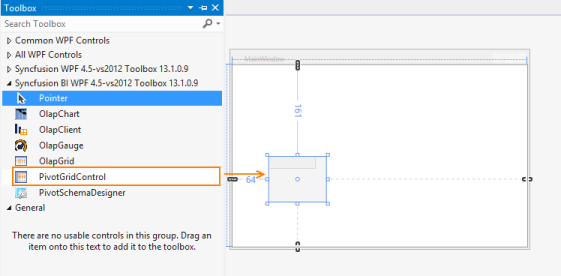 Toolbox
Search Toolbox
Common WPF Controls
All WPF Controls
Syncfusion WPF 4.5-vs2012 Toolbox 13.1.0.9
Syncfusion BI WPF 4.5-vs2012 Toolbox 13.1.0.9
Pointer
OlapChart
OlapClient
OlapGauge
OlapGrid
PivotGridControl
PivotSchemaDesigner
General
There are no usable controls in this group. Drag an
item onto this text to add it to the toolbox.
MainWindow
161
64